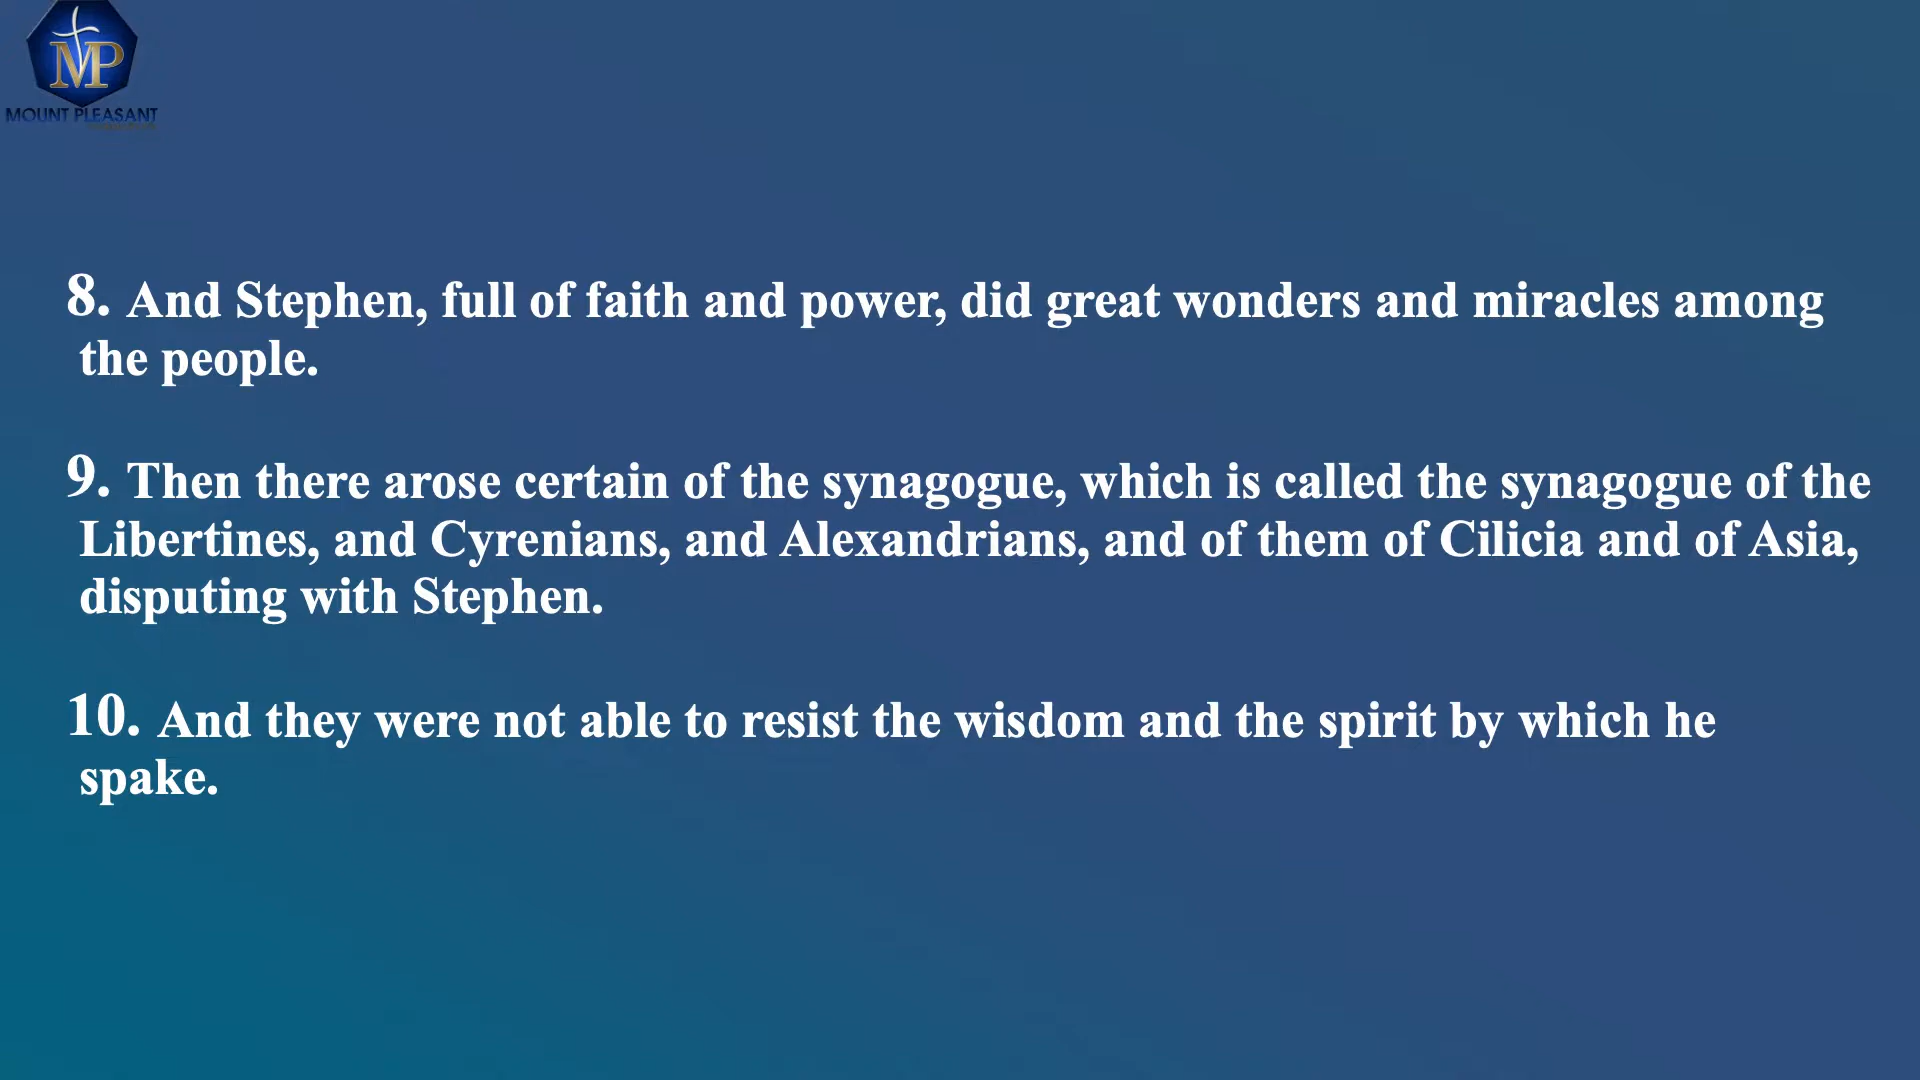 MP
MOUNT PLEASANT
8. And Stephen, full of faith and power, did great wonders and miracles among
the people.
9. Then there arose certain of the synagogue, which is called the synagogue of the
Libertines, and Cyrenians, and Alexandrians, and of them of Cilicia and of Asia,
disputing with Stephen.
10. And they were not able to resist the wisdom and the spirit by which he
spake.